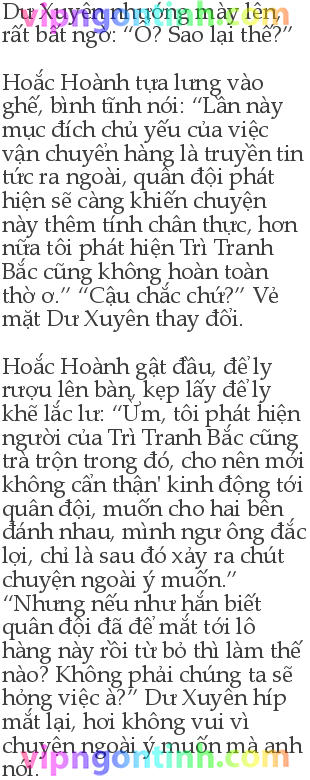 vipngontinh.com
Dư Xuyên nhướng mày lên,
rất bất ngờ: “Ồ? Sao lại thế?”
Hoắc Hoành tựa lưng vào
ghế, bình tĩnh nói: “Lần này
mục đích chủ yếu của việc
vận chuyển hàng là truyền tin
tức ra ngoài, quân đội phát
hiện sẽ càng khiến chuyện
này thêm tính chân thực, hơn
nữa tôi phát hiện Trì Tranh
Bắc cũng không hoàn toàn
thờ ơ.” “Cậu chắc chứ?” Vẻ
mặt Dư Xuyên thay đổi.
Hoắc Hoành gật đầu, để ly
rượu lên bàn, kẹp lấy để ly
khẽ lắc lư: “Ừm, tôi phát hiện
người của Trì Tranh Bắc cũng
trà trộn trong đó, cho nên mới
không cẩn thận' kinh động tới
quân đội, muốn cho hai bên
đánh nhau, mình ngư ông đắc
lợi, chỉ là sau đó xảy ra chút
chuyện ngoài ý muốn.”
“Nhưng nếu như hắn biết
quân đội đã để mắt tới lô
hàng này rồi từ bỏ thì làm thế
nào? Không phải chúng ta sẽ
hỏng việc à?” Dư Xuyên híp
mắt lại, hơi không vui vì
chuyện ngoài ý muốn mà anh
nói.
vipngontinh.com